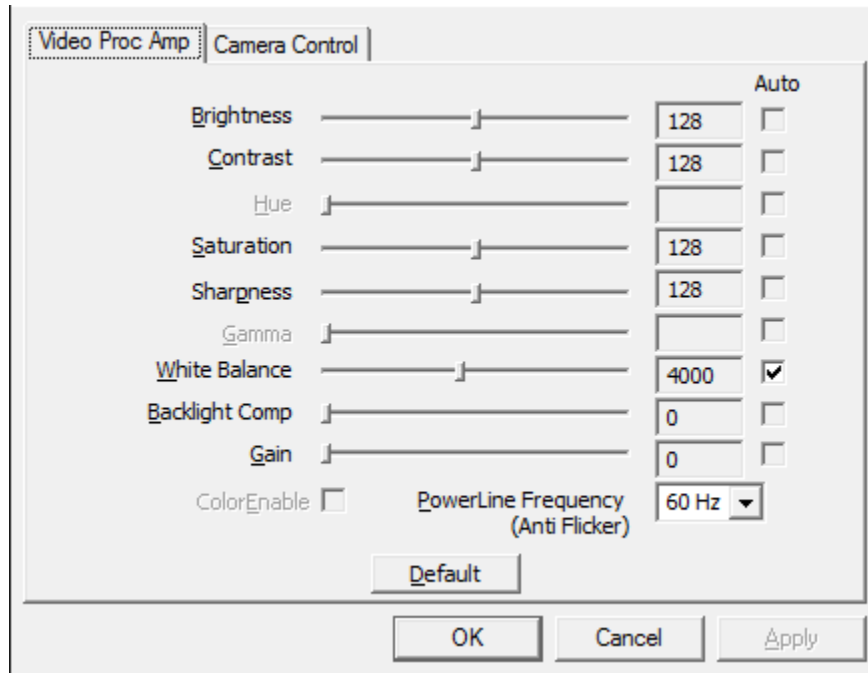 Video Proc Amp Camera Control
Auto
Brightness 128
Contrast 128
Hue
Saturation 128
Sharpness 128
Gamma
White Balance 4000
Backlight Comp 0
Gain 0
ColorEnable PowerLine Frequency 60 Hz
(Anti Flicker)
Default
OK Cancel Apply